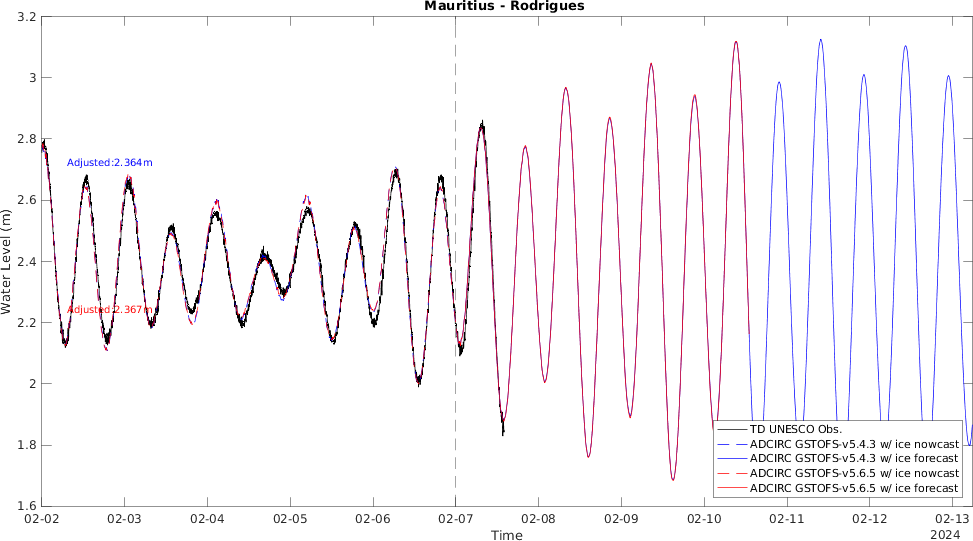 Mauritius - Rodrigues
3.2
3
2.8
2.6
2.4
2.2
2
1.8
1.6
Water Level (m)
Adjusted:2.364m
Adjusted:2.367m
TD UNESCO Obs.
ADCIRC GSTOFS-v5.4.3 w/ ice nowcast
ADCIRC GSTOFS-v5.4.3 w/ ice forecast
ADCIRC GSTOFS-v5.6.5 w/ ice nowcast
ADCIRC GSTOFS-v5.6.5 w/ ice forecast
02-02 02-03 02-04 02-05 02-06 02-07 02-08 02-09 02-10 02-11 02-12 02-13
Time
2024